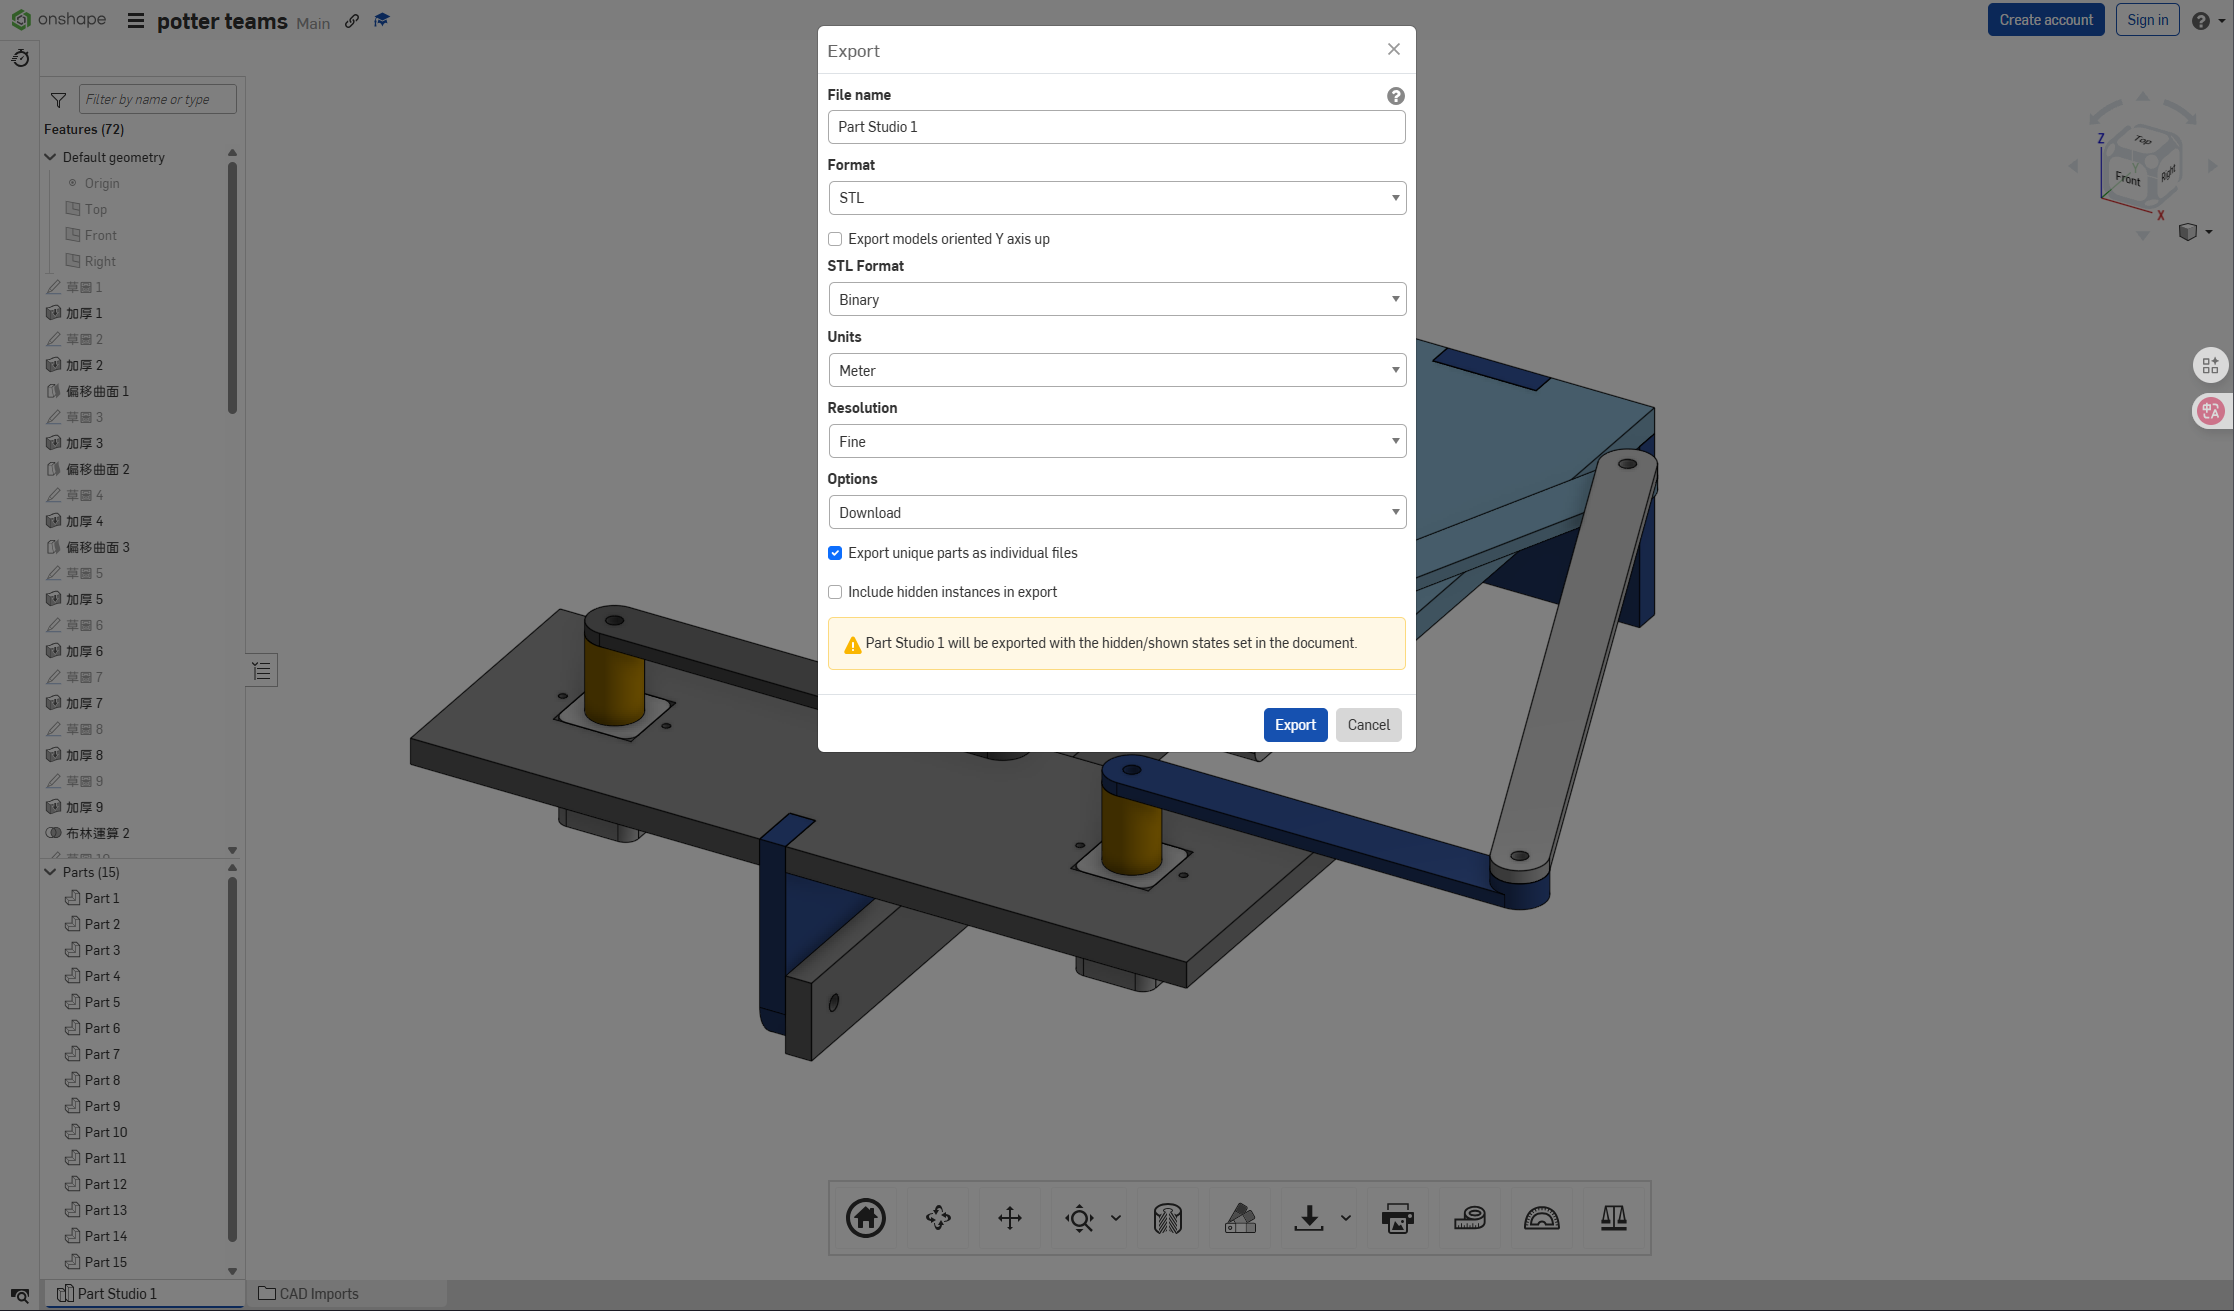 onshape
potter teams Main
Create account
Sign in
Export
File name
Part Studio 1
Format
STL
Export models oriented Y axis up
STL Format
Binary
Units
Meter
Resolution
Fine
Options
Download
Export unique parts as individual files
Include hidden instances in export
Part Studio 1 will be exported with the hidden/shown states set in the document.
Export
Cancel
Filter by name or type
Features (72)
Default geometry
Origin
Top
Front
Right
草圖 1
加厚 1
草圖 2
加厚 2
偏移曲面 1
草圖 3
加厚 3
偏移曲面 2
草圖 4
加厚 4
偏移曲面 3
草圖 5
加厚 5
草圖 6
加厚 6
草圖 7
加厚 7
草圖 8
加厚 8
草圖 9
加厚 9
布林運算 2
草圖 10
Parts (15)
Part 1
Part 2
Part 3
Part 4
Part 5
Part 6
Part 7
Part 8
Part 9
Part 10
Part 11
Part 12
Part 13
Part 14
Part 15
Part Studio 1
CAD Imports
Z
Top
Y
Front
Right
X
中A